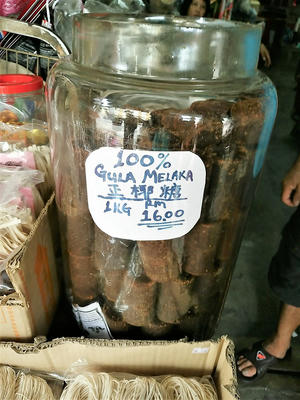 100%
GULA MELAKA
正椰糖
1KG RM
16.00